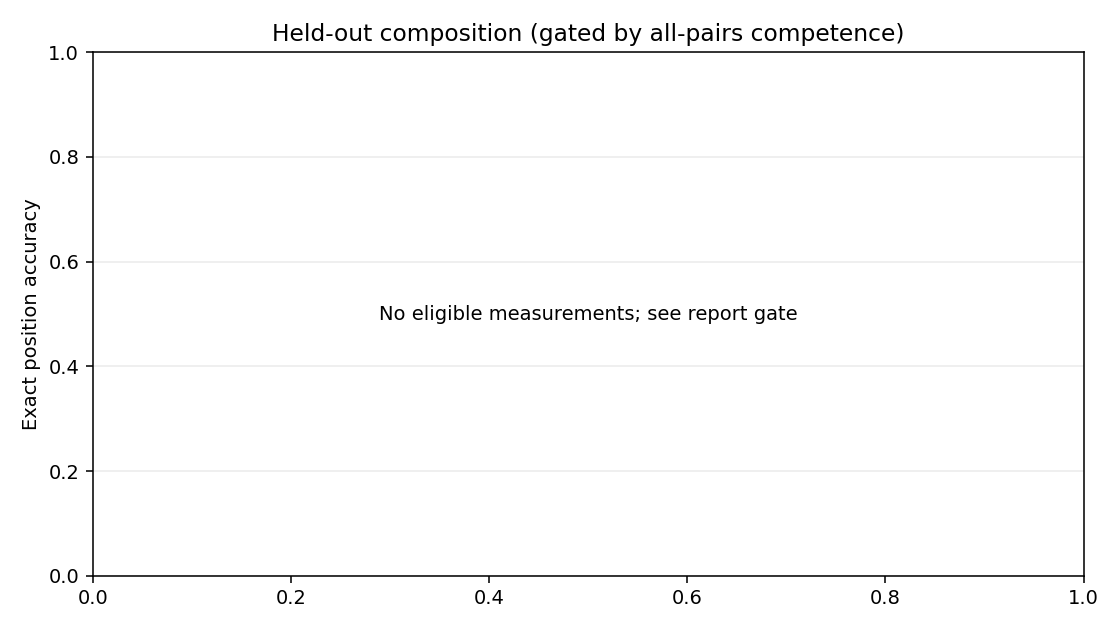 Held-out composition (gated by all-pairs competence)
1.0
0.8
0.6
0.4
0.2
0.0
Exact position accuracy
No eligible measurements; see report gate
0.0 0.2 0.4 0.6 0.8 1.0